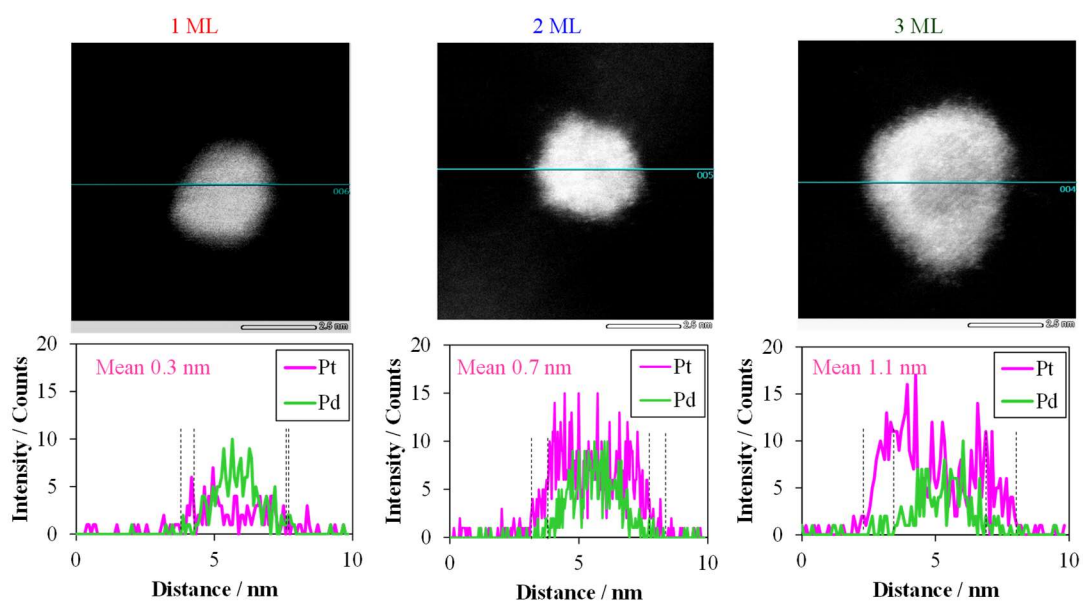 1 ML
2 ML
3 ML
006
005
004
2.5 nm
2.5 nm
2.5 nm
Mean 0.3 nm
Pt
Pd
20
15
10
5
0
0
5
10
Intensity / Counts
Distance / nm
Mean 0.7 nm
Pt
Pd
20
15
10
5
0
0
5
10
Intensity / Counts
Distance / nm
Mean 1.1 nm
Pt
Pd
20
15
10
5
0
0
5
10
Intensity / Counts
Distance / nm